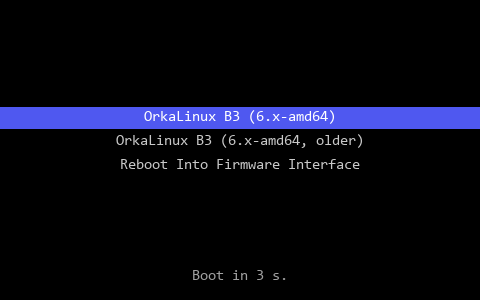 OrkaLinux B3 (6.x-amd64)
OrkaLinux B3 (6.x-amd64, older)
Reboot Into Firmware Interface
Boot in 3 s.